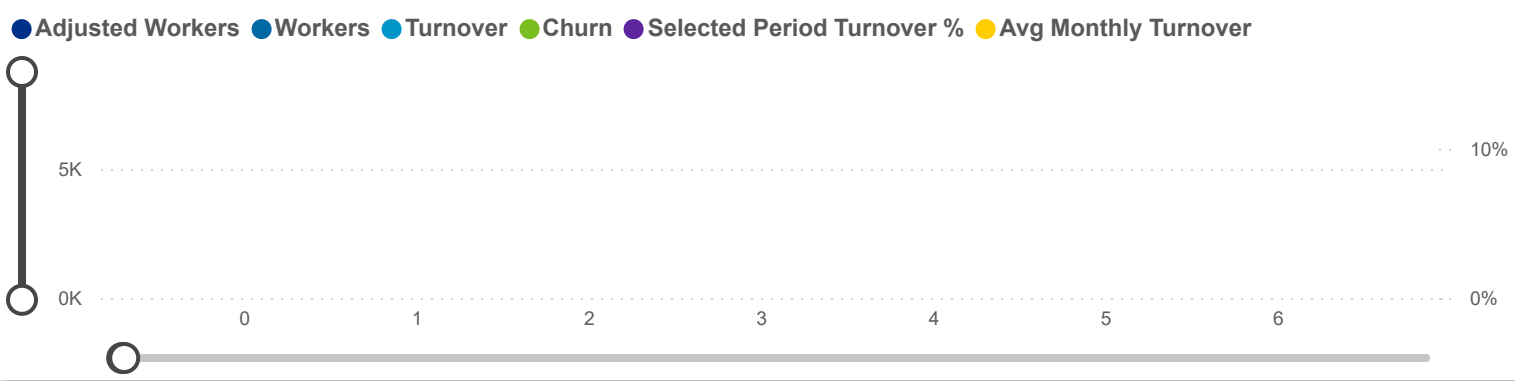 Adjusted Workers Workers Turnover Churn Selected Period Turnover % Avg Monthly Turnover
10%
5K
0K 0%
0 1 2 3 4 5 6